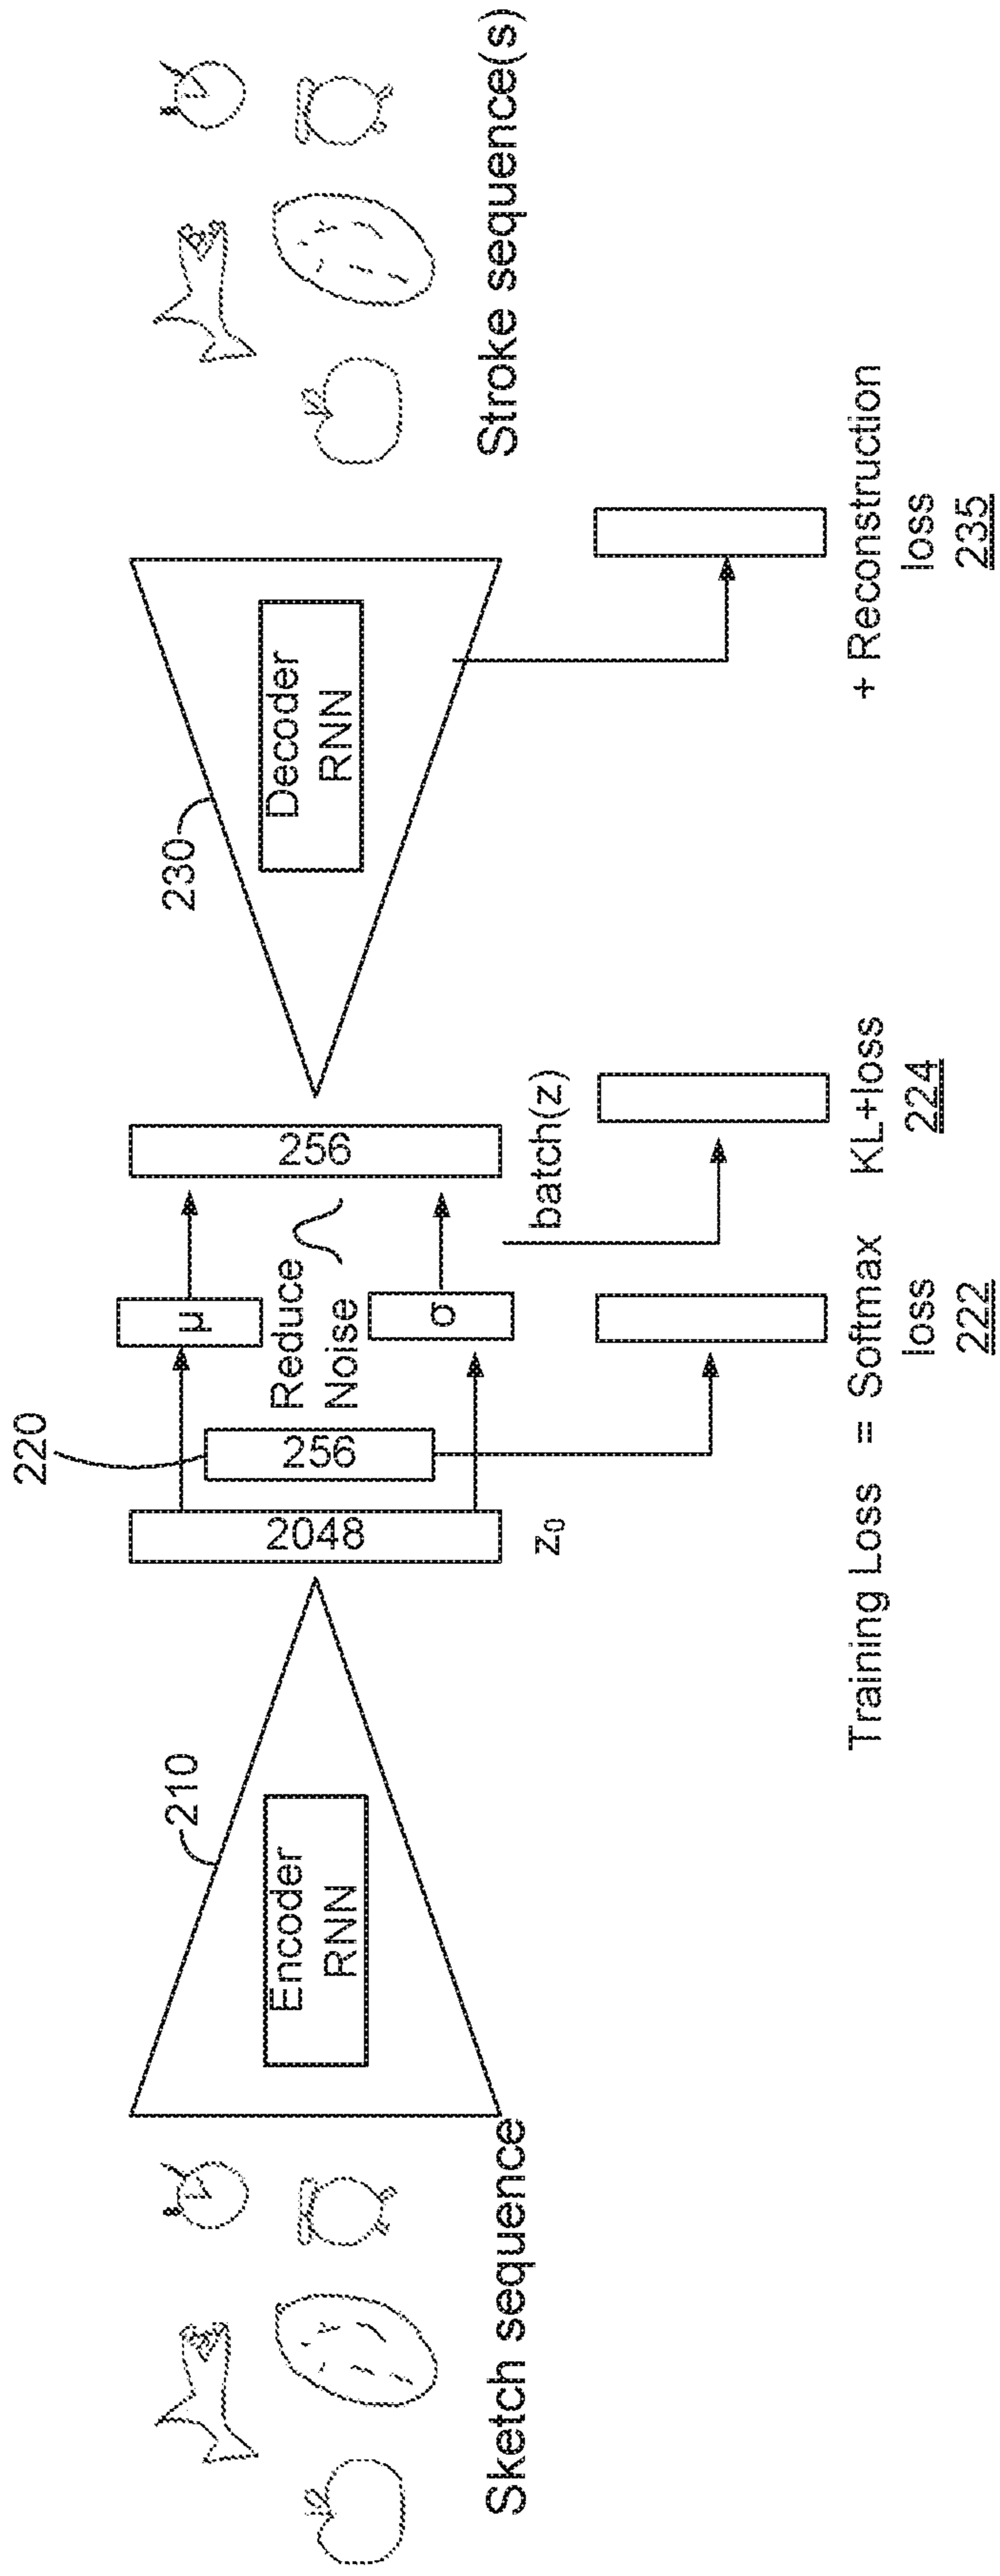 220
210
230
Encoder
RNN
2048
256
μ
Reduce
Noise
σ
256
Decoder
RNN
z₀
batch(z)
Sketch sequence
Stroke sequence(s)
Training Loss = Softmax KL+loss + Reconstruction
loss
222
224
loss
235